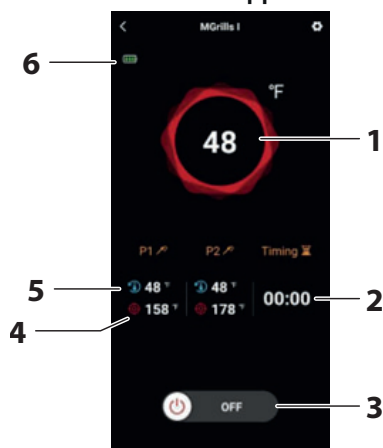 MGrills I
6
°F
48
1
P1 P2 Timing
5 48 °F 48 °F 00:00 2
4 158 °F 178 °F
OFF 3